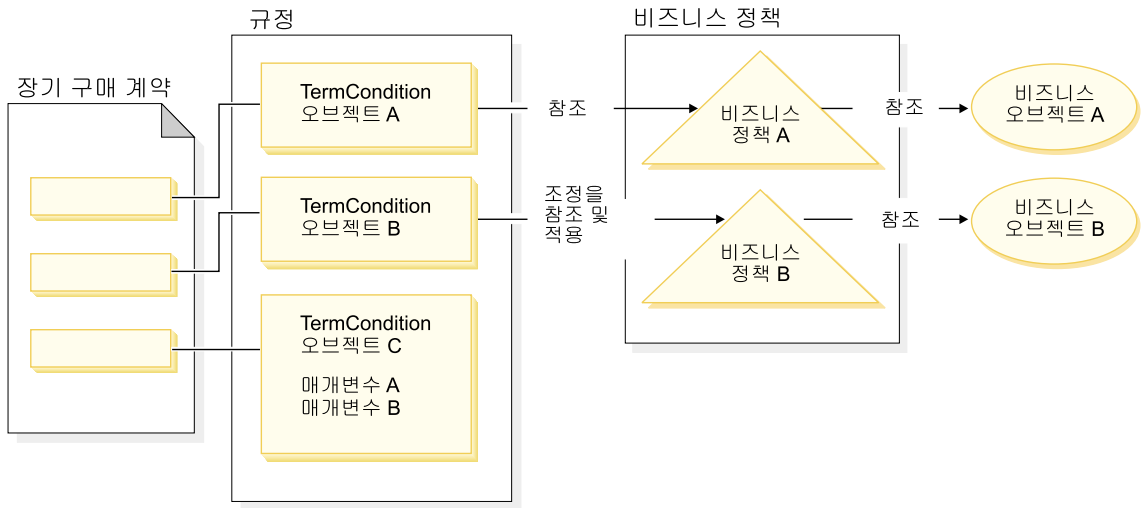 장기 구매 계약
규정
TermCondition
오브젝트 A
TermCondition
오브젝트 B
TermCondition
오브젝트 C
매개변수 A
매개변수 B
참조
조정을
참조 및
적용
비즈니스 정책
비즈니스
정책 A
비즈니스
정책 B
참조
참조
비즈니스
오브젝트 A
비즈니스
오브젝트 B